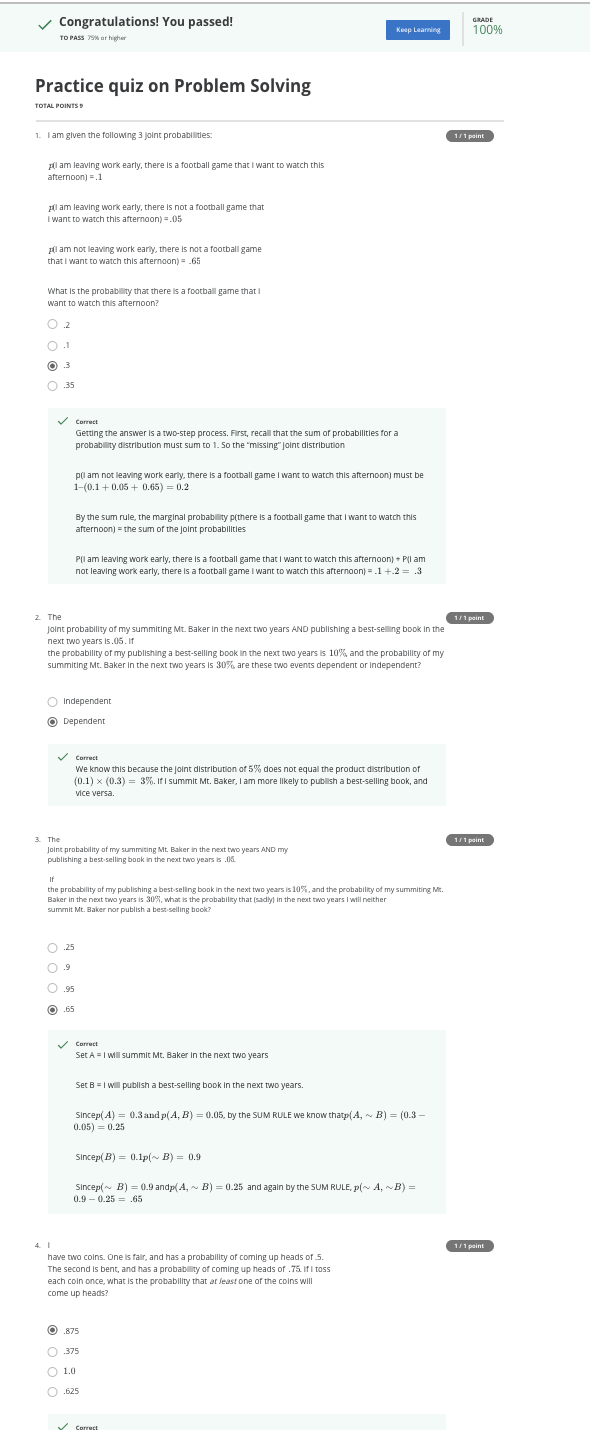 Congratulations! You passed!
TO PASS 75% or higher
Keep Learning
GRADE
100%
Practice quiz on Problem Solving
TOTAL POINTS 9
1. I am given the following 3 joint probabilities:
1 / 1 point
p(I am leaving work early, there is a football game that I want to watch this
afternoon) = .1
p(I am leaving work early, there is not a football game that
I want to watch this afternoon) = .05
p(I am not leaving work early, there is not a football game
that I want to watch this afternoon) = .65
What is the probability that there is a football game that I
want to watch this afternoon?
.2
.1
.3
.35
Correct
Getting the answer is a two-step process. First, recall that the sum of probabilities for a
probability distribution must sum to 1. So the “missing” joint distribution
p(I am not leaving work early, there is a football game I want to watch this afternoon) must be
1–(0.1 + 0.05 + 0.65) = 0.2
By the sum rule, the marginal probability p(there is a football game that I want to watch this
afternoon) = the sum of the joint probabilities
P(I am leaving work early, there is a football game I want to watch this afternoon) + P(I am
not leaving work early, there is a football game I want to watch this afternoon) = .1 +.2 = .3
2. The
1 / 1 point
Joint probability of my summiting Mt. Baker in the next two years AND publishing a best-selling book in the
next two years is .05. If
the probability of my publishing a best-selling book in the next two years is 10%, and the probability of my
summiting Mt. Baker in the next two years is 30%, are these two events dependent or independent?
Independent
Dependent
Correct
We know this because the joint distribution of 5% does not equal the product distribution of
(0.1) × (0.3) = 3%. If I summit Mt. Baker, I am more likely to publish a best-selling book, and
vice versa.
3. The
1 / 1 point
Joint probability of my summiting Mt. Baker in the next two years AND my
publishing a best-selling book in the next two years is .05.
If
the probability of my publishing a best-selling book in the next two years is 10%, and the probability of my summiting Mt.
Baker in the next two years is 30%, what is the probability that (sadly) in the next two years I will neither
summit Mt. Baker nor publish a best-selling book?
.25
.9
.95
.65
Correct
Set A = I will summit Mt. Baker in the next two years
Set B = I will publish a best-selling book in the next two years.
Since p(A) = 0.3 and p(A, B) = 0.05, by the SUM RULE we know that p(A, ∼ B) = (0.3 −
0.05) = 0.25
Since p(B) = 0.1 p(∼ B) = 0.9
Since p(∼ B) = 0.9 and p(A, ∼ B) = 0.25 and again by the SUM RULE, p(∼ A, ∼B) =
0.9 − 0.25 = .65
4. I
1 / 1 point
have two coins. One is fair, and has a probability of coming up heads of .5.
The second is bent, and has a probability of coming up heads of .75. If I toss
each coin once, what is the probability that at least one of the coins will
come up heads?
.875
.375
1.0
.625
Correct